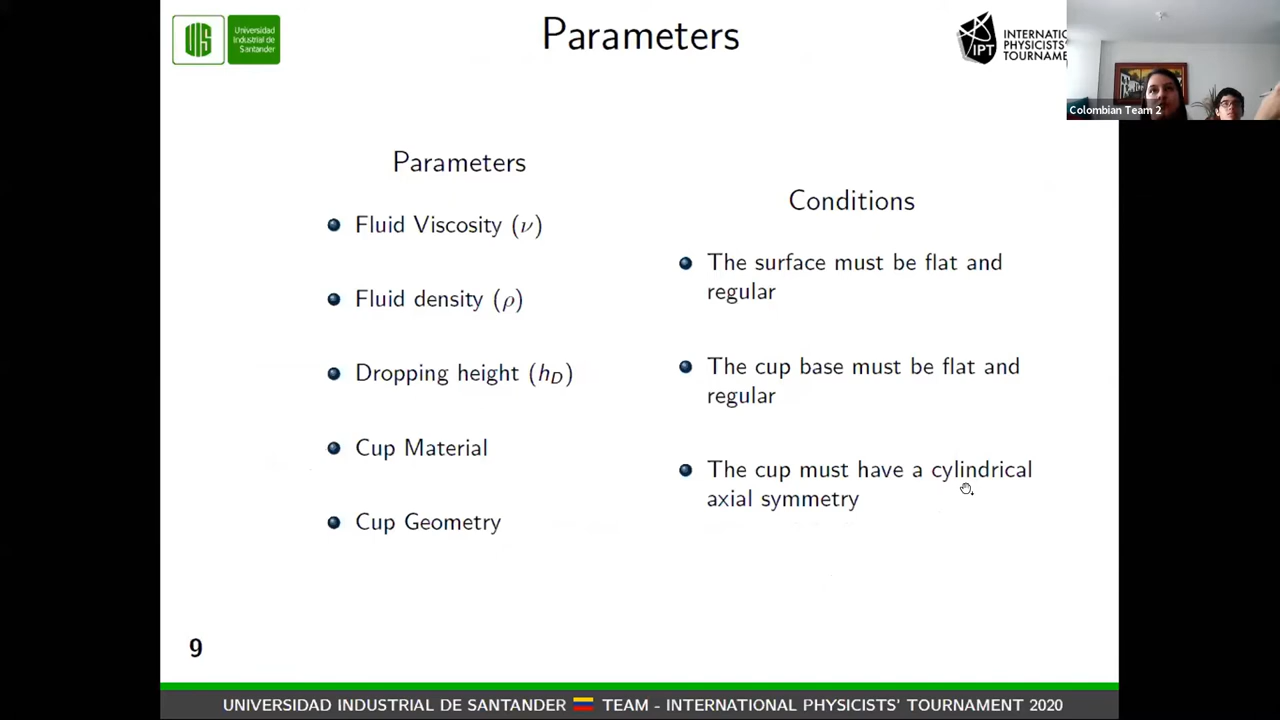 Parameters
Universidad
Industrial de
Santander
IPT
PHYSICISTS'
Colombian Team 2
Parameters
Fluid Viscosity (ν)
Fluid density (ρ)
Dropping height (h_D)
Cup Material
Cup Geometry
Conditions
The surface must be flat and
regular
The cup base must be flat and
regular
The cup must have a cylindrical
axial symmetry
9
UNIVERSIDAD INDUSTRIAL DE SANTANDER TEAM - INTERNATIONAL PHYSICISTS' TOURNAMENT 2020